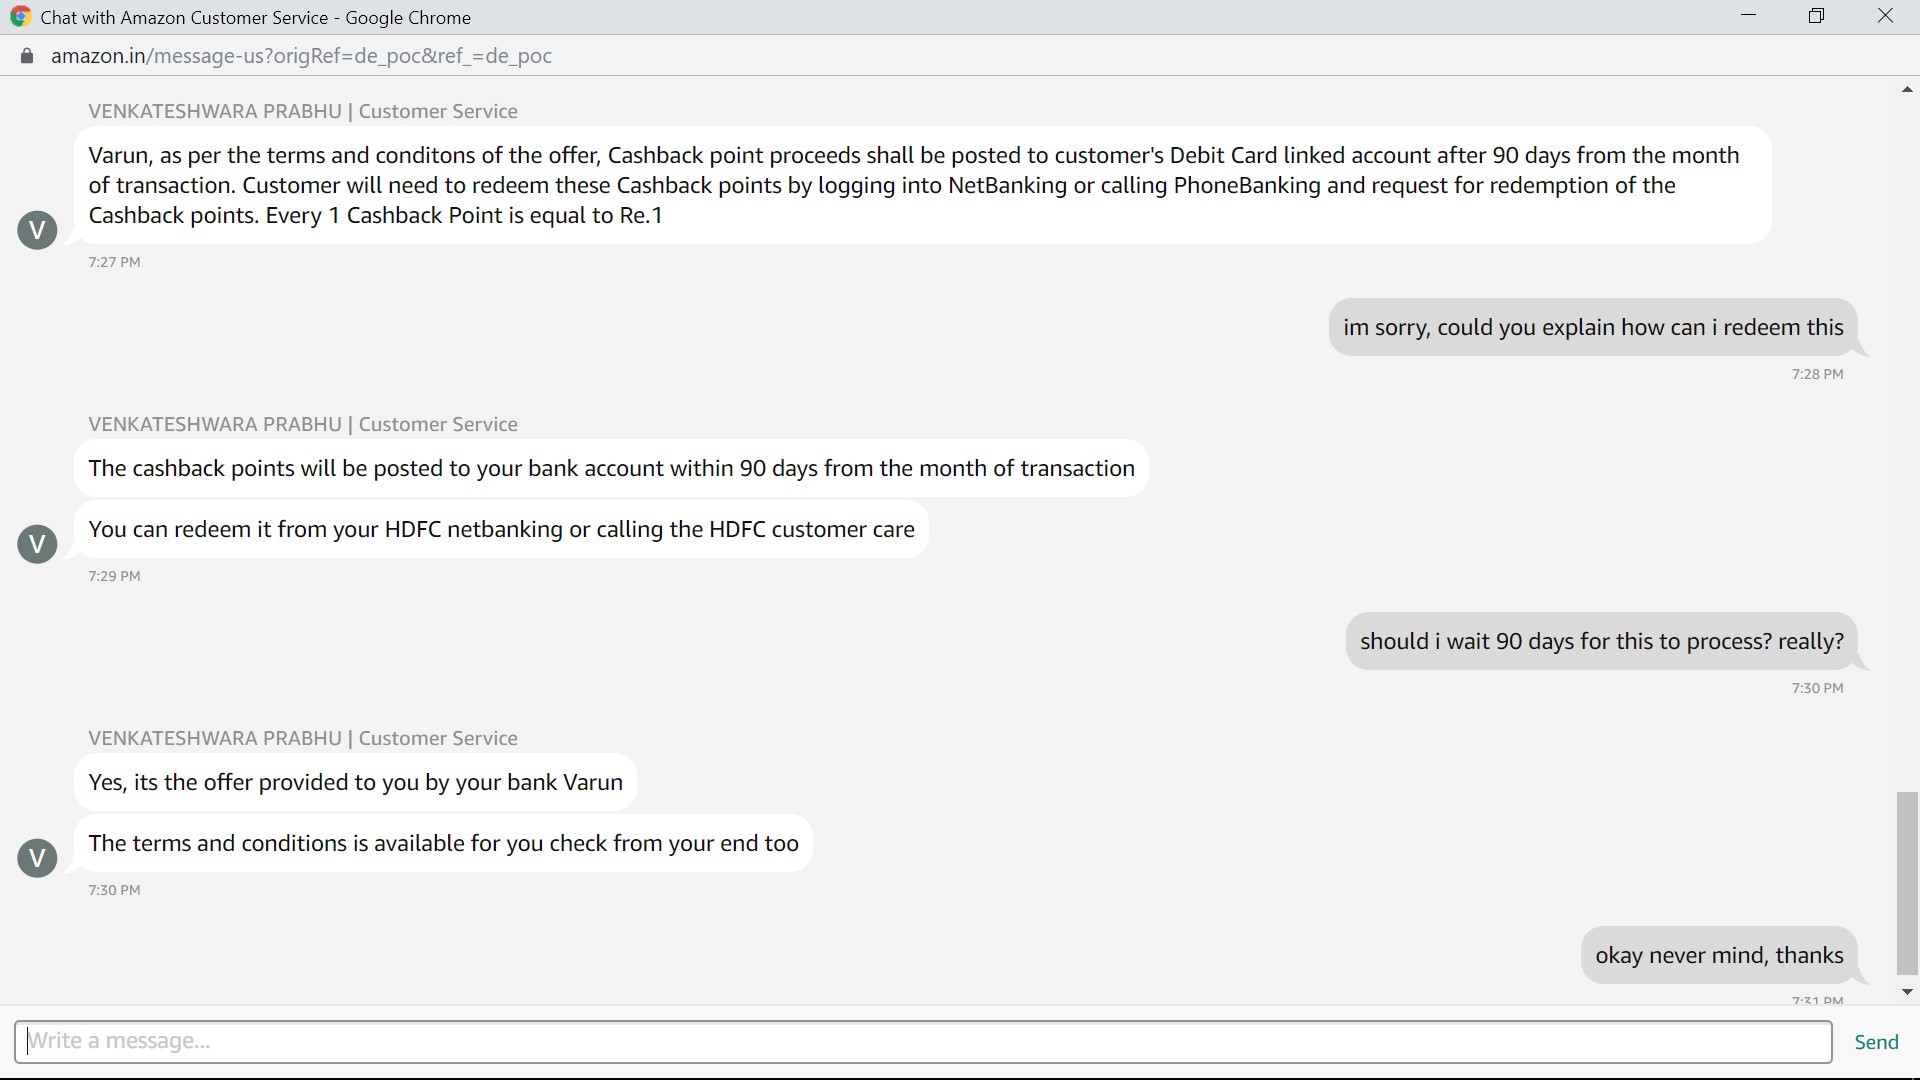 Chat with Amazon Customer Service - Google Chrome
amazon.in/message-us?origRef=de_poc&ref_=de_poc
VENKATESHWARA PRABHU | Customer Service
Varun, as per the terms and conditons of the offer, Cashback point proceeds shall be posted to customer's Debit Card linked account after 90 days from the month
of transaction. Customer will need to redeem these Cashback points by logging into NetBanking or calling PhoneBanking and request for redemption of the
Cashback points. Every 1 Cashback Point is equal to Re.1
V
7:27 PM
im sorry, could you explain how can i redeem this
7:28 PM
VENKATESHWARA PRABHU | Customer Service
The cashback points will be posted to your bank account within 90 days from the month of transaction
You can redeem it from your HDFC netbanking or calling the HDFC customer care
V
7:29 PM
should i wait 90 days for this to process? really?
7:30 PM
VENKATESHWARA PRABHU | Customer Service
Yes, its the offer provided to you by your bank Varun
The terms and conditions is available for you check from your end too
V
7:30 PM
okay never mind, thanks
7:31 PM
Write a message...
Send